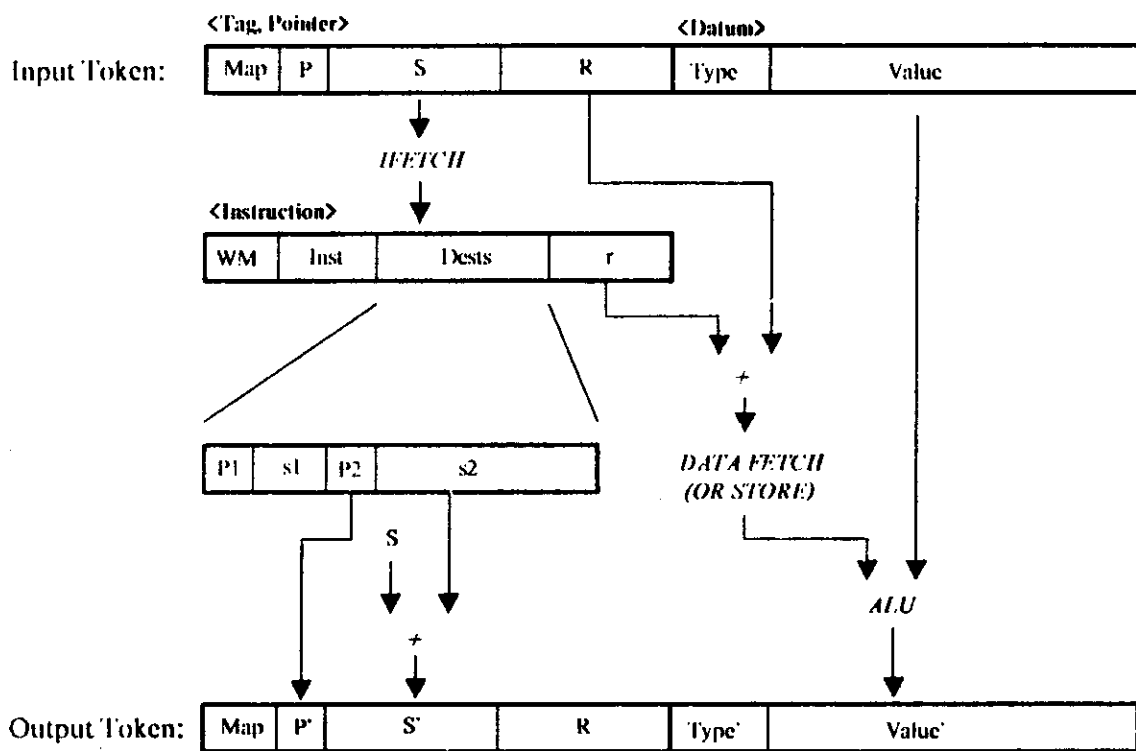 <Tag, Pointer> <Datum>
Input Token: Map P S R Type Value
IFETCH
<Instruction>
WM Inst Dests r
+
P1 s1 P2 s2
DATA FETCH
(OR STORE)
S
ALU
+
Output Token: Map P' S' R Type' Value'